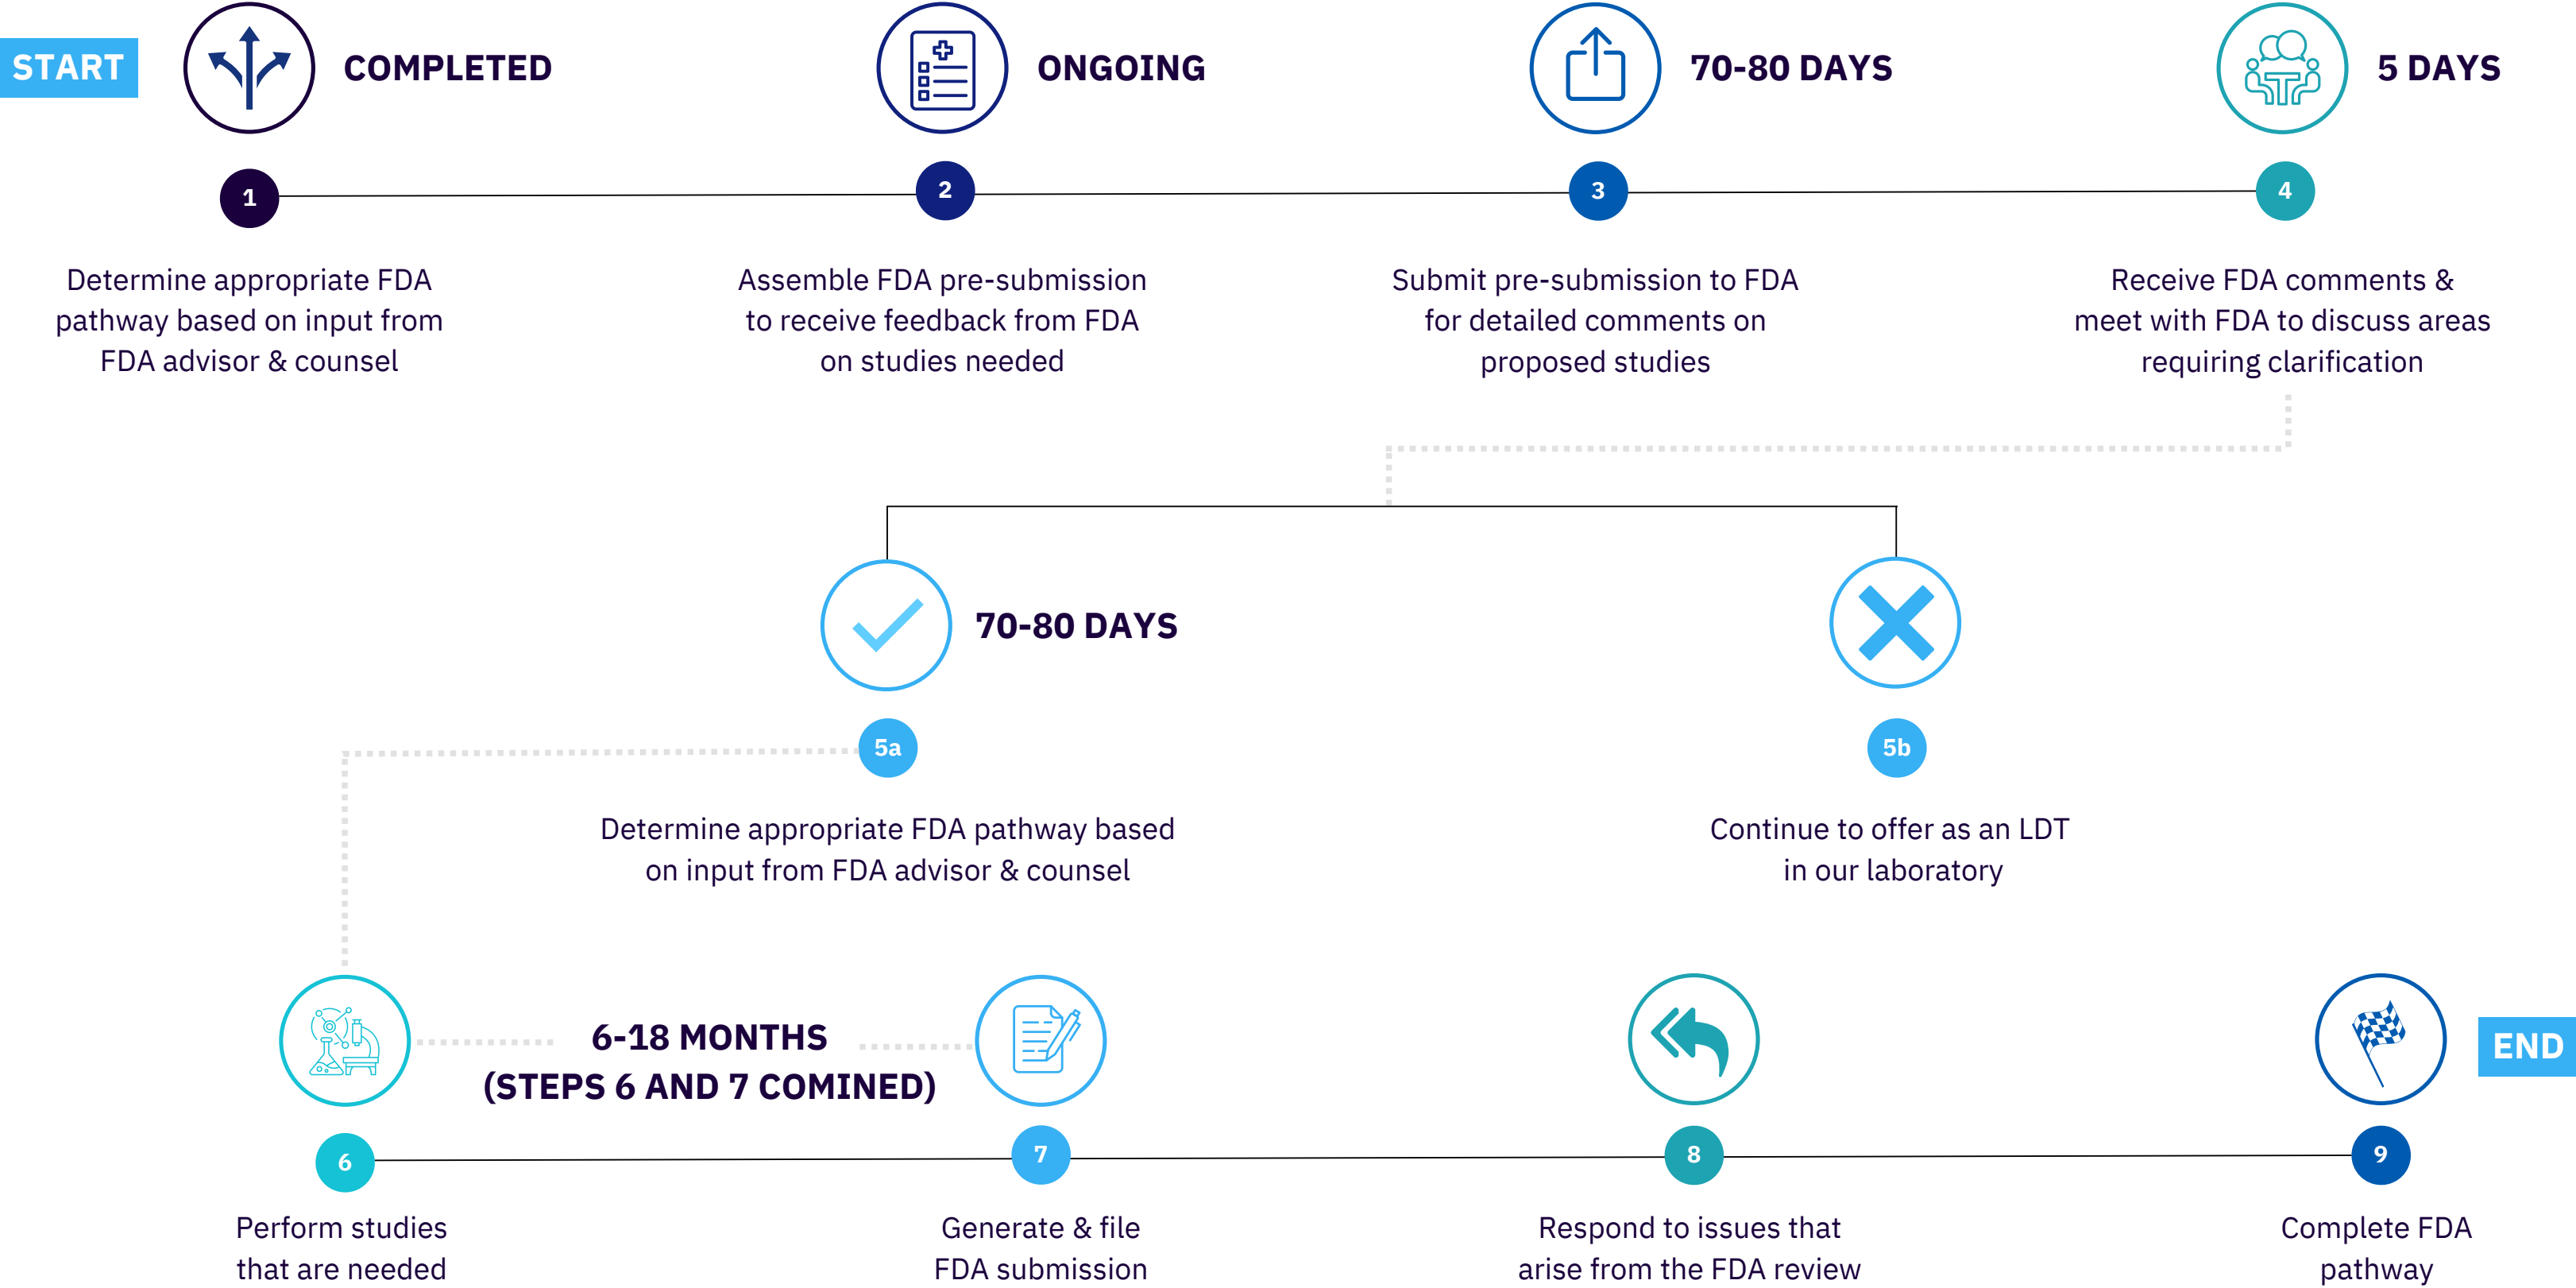 START
COMPLETED
ONGOING
70-80 DAYS
5 DAYS
1
2
3
4
Determine appropriate FDA
pathway based on input from
FDA advisor & counsel
Assemble FDA pre-submission
to receive feedback from FDA
on studies needed
Submit pre-submission to FDA
for detailed comments on
proposed studies
Receive FDA comments &
meet with FDA to discuss areas
requiring clarification
70-80 DAYS
5a
5b
Determine appropriate FDA pathway based
on input from FDA advisor & counsel
Continue to offer as an LDT
in our laboratory
6-18 MONTHS
(STEPS 6 AND 7 COMINED)
END
6
7
8
9
Perform studies
that are needed
Generate & file
FDA submission
Respond to issues that
arise from the FDA review
Complete FDA
pathway